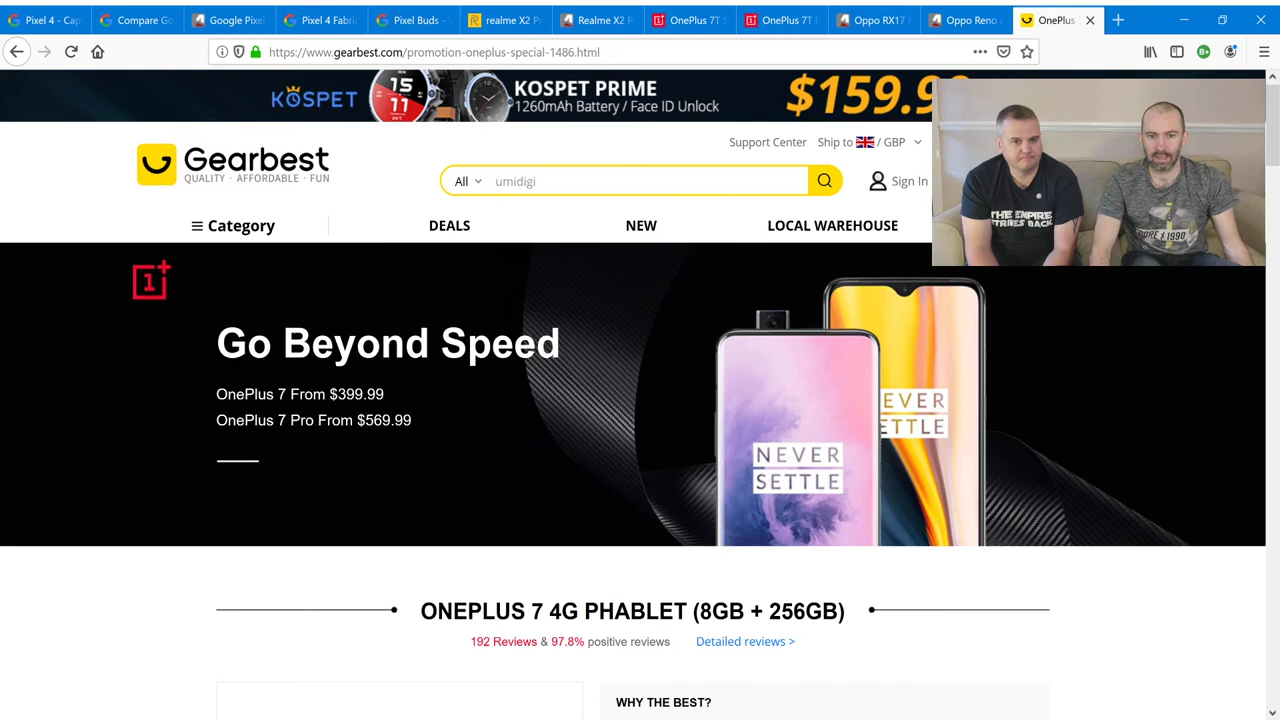 Pixel 4 - Cap
Compare Go
Google Pixel
Pixel 4 Fabric
Pixel Buds -
realme X2 P
Realme X2 P
OnePlus 7T
OnePlus 7T
Oppo RX17
Oppo Reno
OnePlus
https://www.gearbest.com/promotion-oneplus-special-1486.html
KOSPET
15
11
KOSPET PRIME
1260mAh Battery / Face ID Unlock
$159.9
Gearbest
QUALITY · AFFORDABLE · FUN
Support Center
Ship to
/ GBP
All
umidigi
Sign In
Category
DEALS
NEW
LOCAL WAREHOUSE
THE EMPIRE
STRIKES BACK
1+
Go Beyond Speed
OnePlus 7 From $399.99
OnePlus 7 Pro From $569.99
NEVER
SETTLE
EVER
ETTLE
ONEPLUS 7 4G PHABLET (8GB + 256GB)
192 Reviews & 97.8% positive reviews
Detailed reviews >
WHY THE BEST?